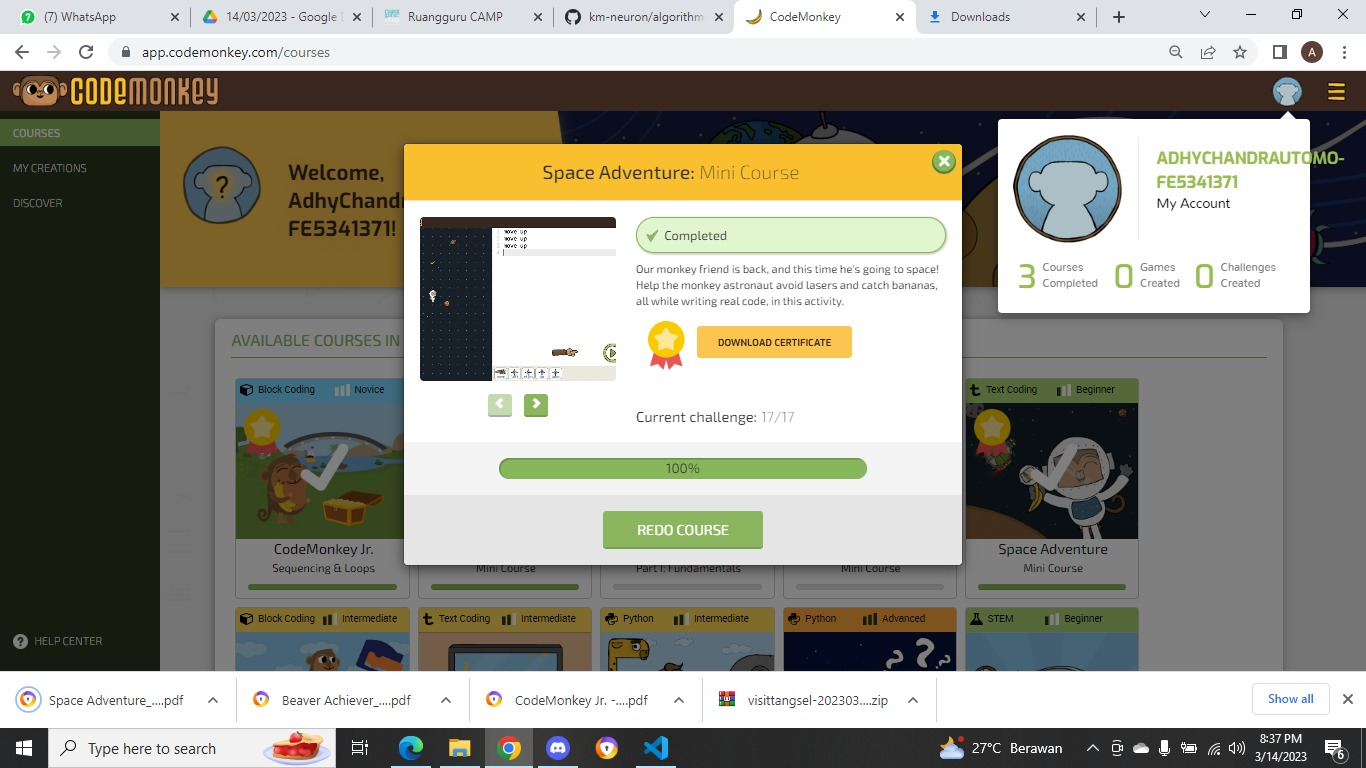 (7) WhatsApp
14/03/2023 - Google D
Ruangguru CAMP
km-neuron/algorithm
CodeMonkey
Downloads
app.codemonkey.com/courses
A
CODEMONKEY
COURSES
MY CREATIONS
DISCOVER
HELP CENTER
Welcome,
AdhyChandr
FE5341371!
ADHYCHANDRAUTOMO-
FE5341371
My Account
3 Courses Completed
0 Games Created
0 Challenges Created
Space Adventure: Mini Course
move up
move up
move up
Completed
Our monkey friend is back, and this time he's going to space!
Help the monkey astronaut avoid lasers and catch bananas,
all while writing real code, in this activity.
DOWNLOAD CERTIFICATE
Current challenge: 17/17
100%
REDO COURSE
AVAILABLE COURSES IN
Block Coding Novice
CodeMonkey Jr.
Sequencing & Loops
Mini Course
Part I: Fundamentals
Mini Course
Text Coding Beginner
Space Adventure
Mini Course
Block Coding Intermediate
Text Coding Intermediate
Python Intermediate
Python Advanced
STEM Beginner
Space Adventure_....pdf
Beaver Achiever_....pdf
CodeMonkey Jr. -....pdf
visittangsel-202303....zip
Show all
Type here to search
27°C Berawan
8:37 PM
3/14/2023
6